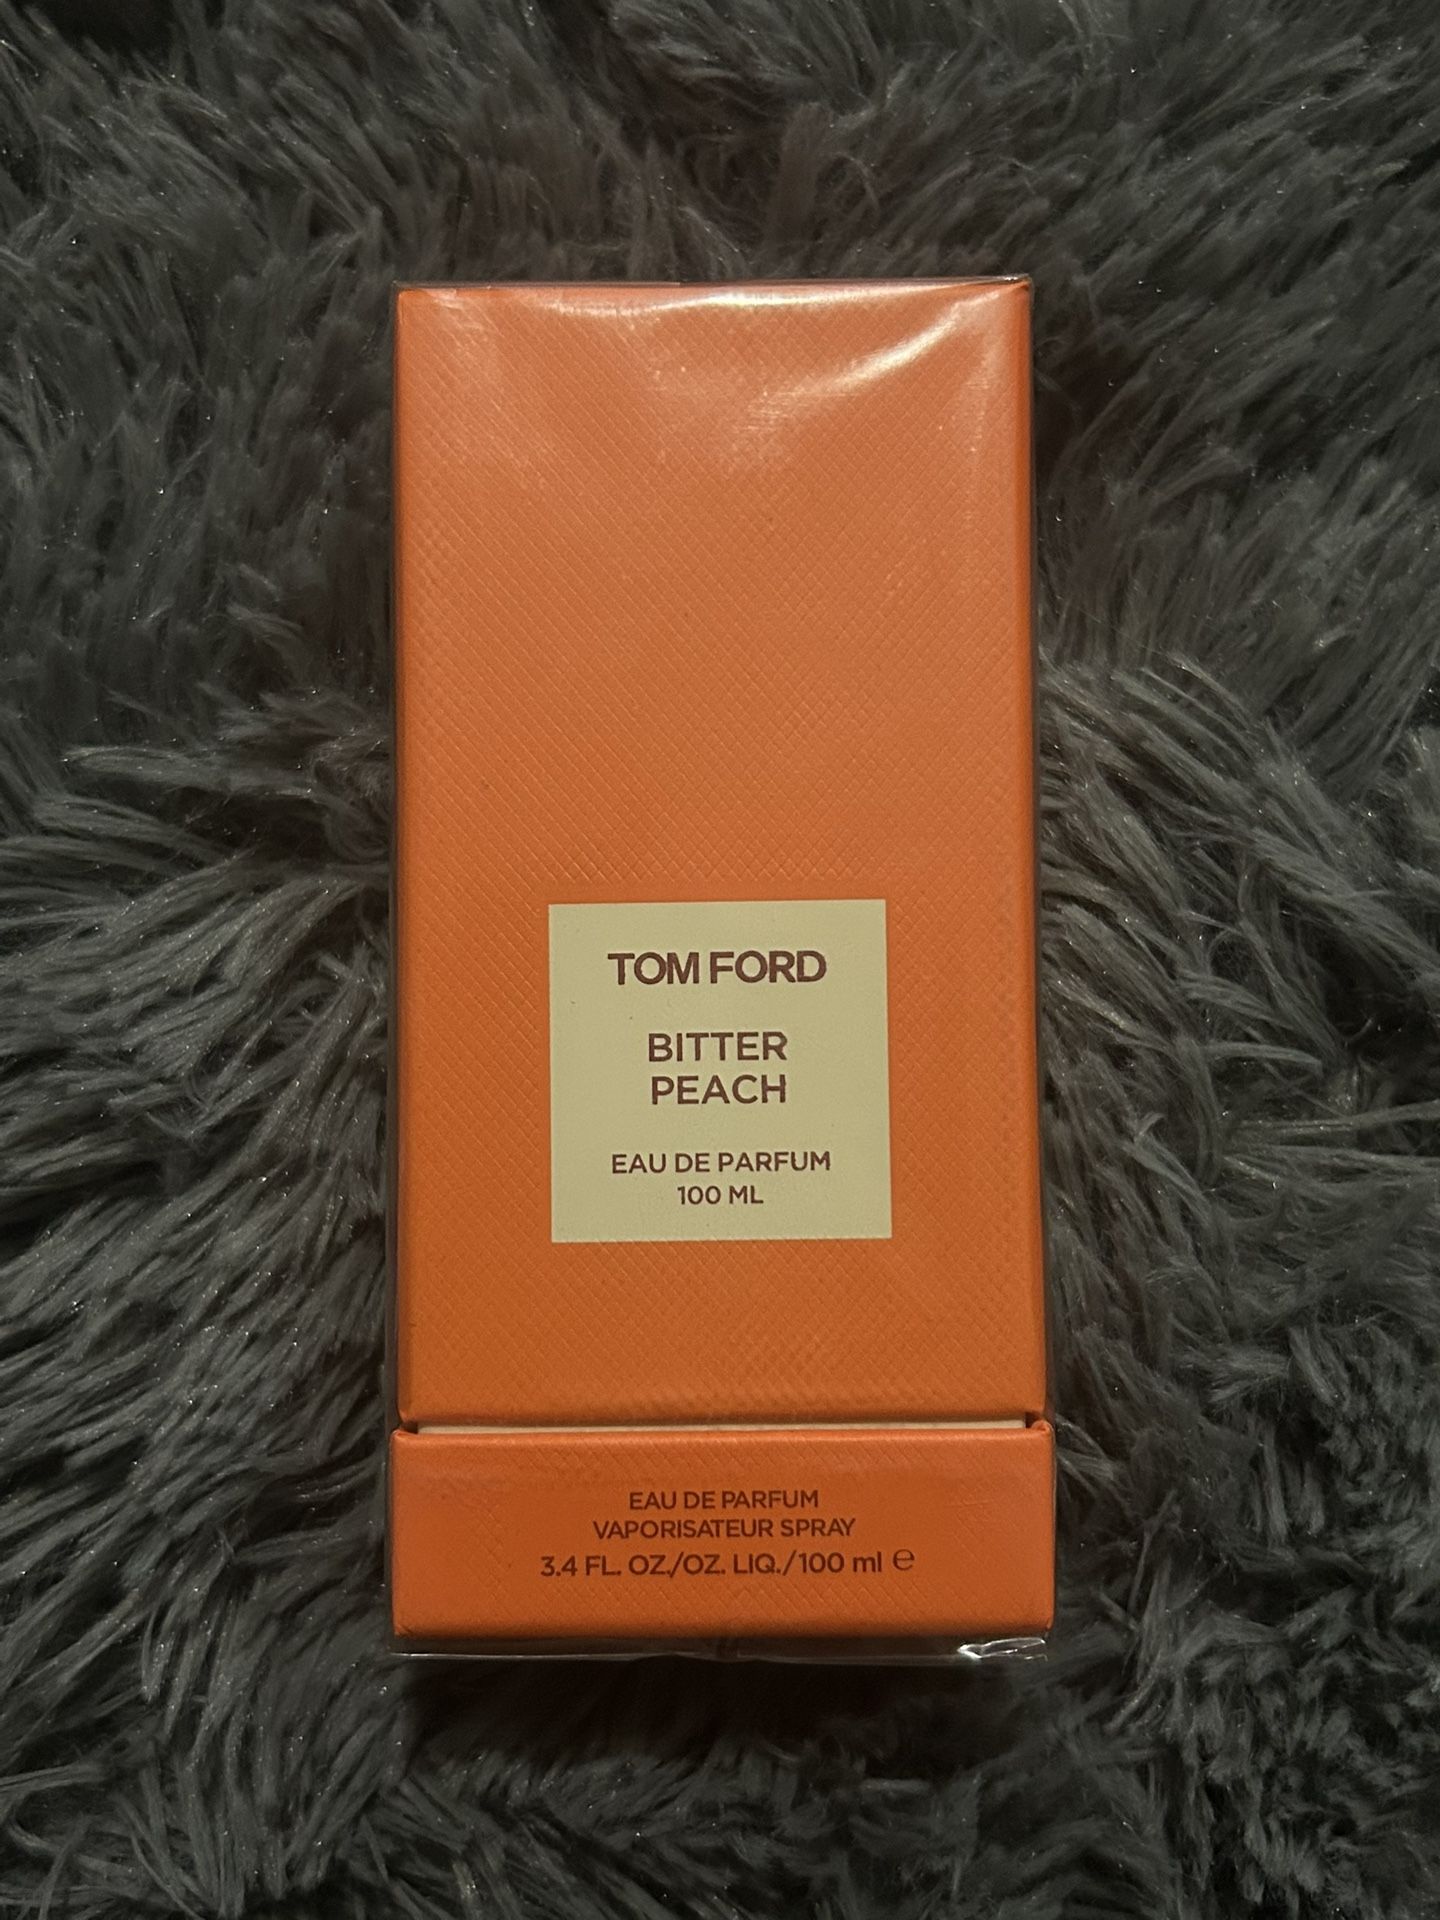 TOM FORD
BITTER
PEACH
EAU DE PARFUM
100 ML
EAU DE PARFUM
VAPORISATEUR SPRAY
3.4 FL. OZ./OZ. LIQ./100 ml ℮